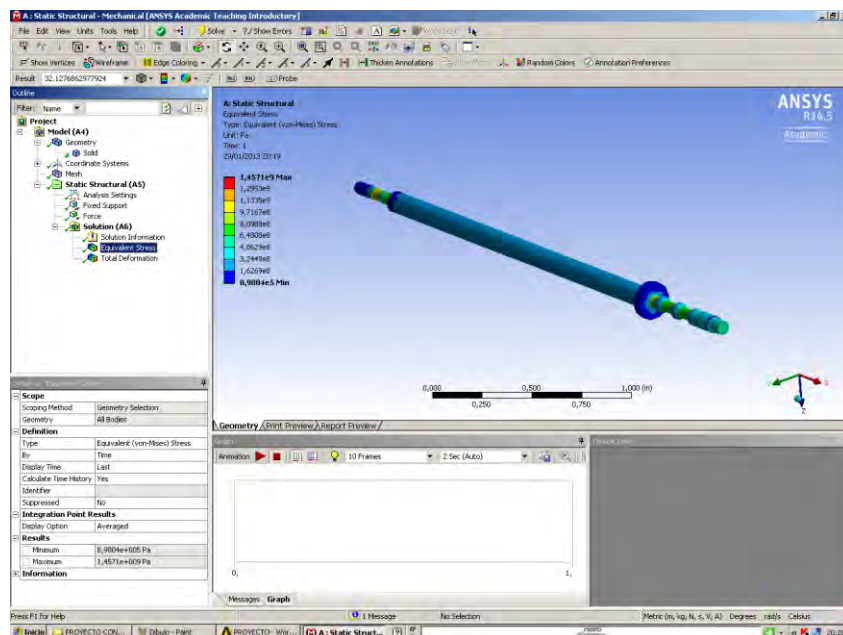 A : Static Structural - Mechanical [ANSYS Academic Teaching Introductory]
File Edit View Units Tools Help Solve ?/ Show Errors
Show Vertices Wireframe Edge Coloring Thicken Annotations Random Colors Annotation Preferences
Result 32.1276862977924 Probe
Outline
Filter: Name
Project
Model (A4)
Geometry
Solid
Coordinate Systems
Mesh
Static Structural (A5)
Analysis Settings
Fixed Support
Force
Solution (A6)
Solution Information
Equivalent Stress
Total Deformation
A: Static Structural
Equivalent Stress
Type: Equivalent (von-Mises) Stress
Unit: Pa
Time: 1
29/01/2013 20:19
1,4571e9 Max
1,2953e9
1,1335e9
9,7167e8
8,0988e8
6,4808e8
4,8629e8
3,2449e8
1,6269e8
8,9804e5 Min
ANSYS
R14.5
Academic
0,000 0,500 1,000 (m)
0,250 0,750
Z
Geometry Print Preview Report Preview
Scope
Scoping Method Geometry Selection
Geometry All Bodies
Definition
Type Equivalent (von-Mises) Stress
By Time
Display Time Last
Calculate Time History Yes
Identifier
Suppressed No
Integration Point Results
Display Option Averaged
Results
Minimum 8,9804e+005 Pa
Maximum 1,4571e+009 Pa
Information
Graph
Animation 10 Frames 2 Sec (Auto)
0, 1,
Messages Graph
Press F1 for Help 1 Message No Selection Metric (m, kg, N, s, V, A) Degrees rad/s Celsius
Inicio PROYECTO CON... Dibujo - Paint PROYECTO - Wor... A : Static Struct...